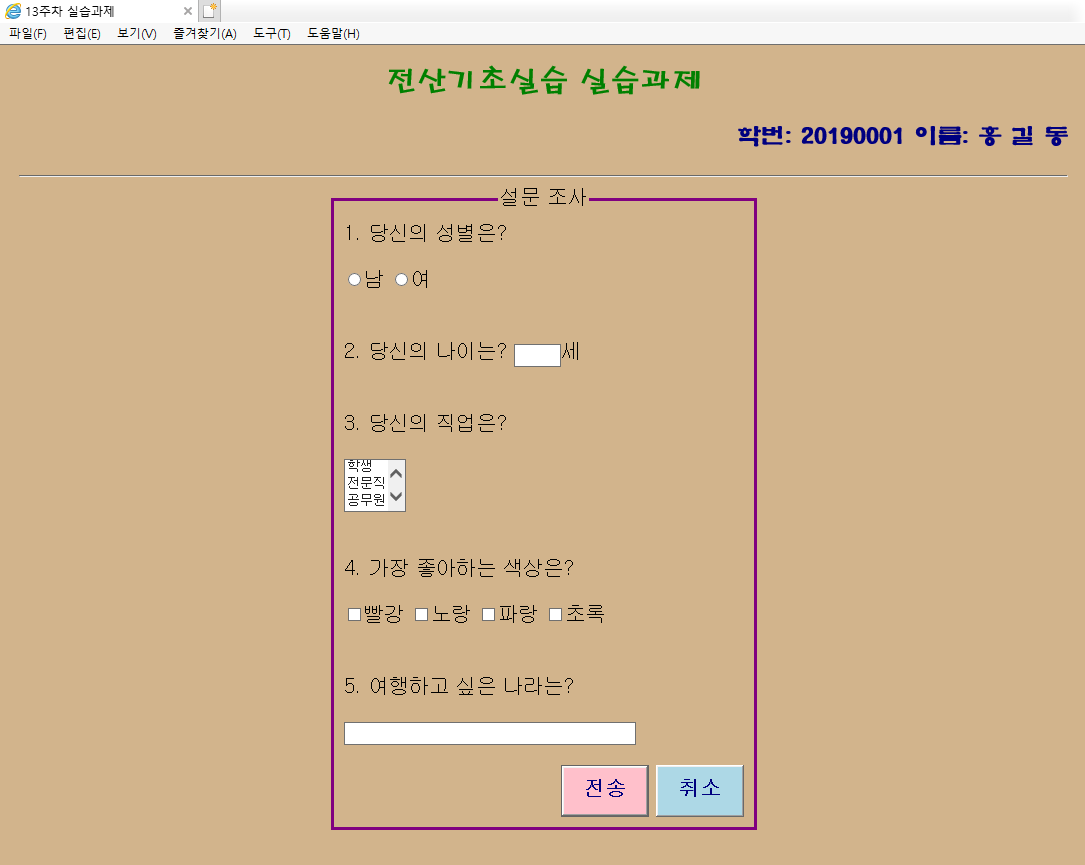 13주차 실습과제
파일(F) 편집(E) 보기(V) 즐겨찾기(A) 도구(T) 도움말(H)
전산기초실습 실습과제
학번: 20190001 이름: 홍 길 동
설문 조사
1. 당신의 성별은?
남 여
2. 당신의 나이는? 세
3. 당신의 직업은?
학생
전문직
공무원
4. 가장 좋아하는 색상은?
빨강 노랑 파랑 초록
5. 여행하고 싶은 나라는?
전송 취소